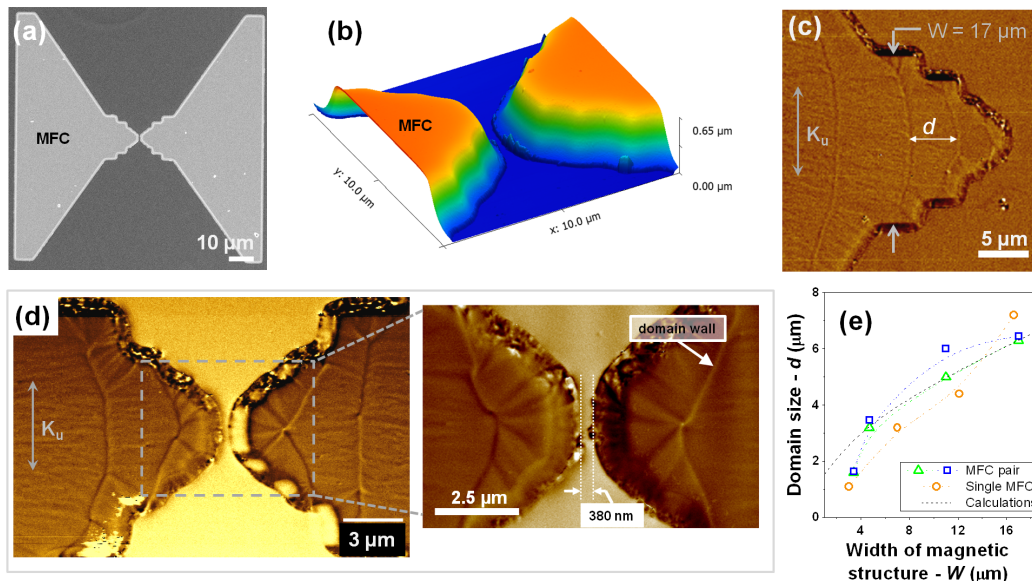 (a)
MFC
10 µm
(b)
MFC
0.65 µm
0.00 µm
y: 10.0 µm
x: 10.0 µm
(c)
W = 17 µm
Ku
d
5 µm
(d)
Ku
3 µm
domain wall
2.5 µm
380 nm
(e)
Domain size - d (µm)
8
6
4
2
0
0
4
8
12
16
MFC pair
Single MFC
Calculations
Width of magnetic
structure - W (µm)